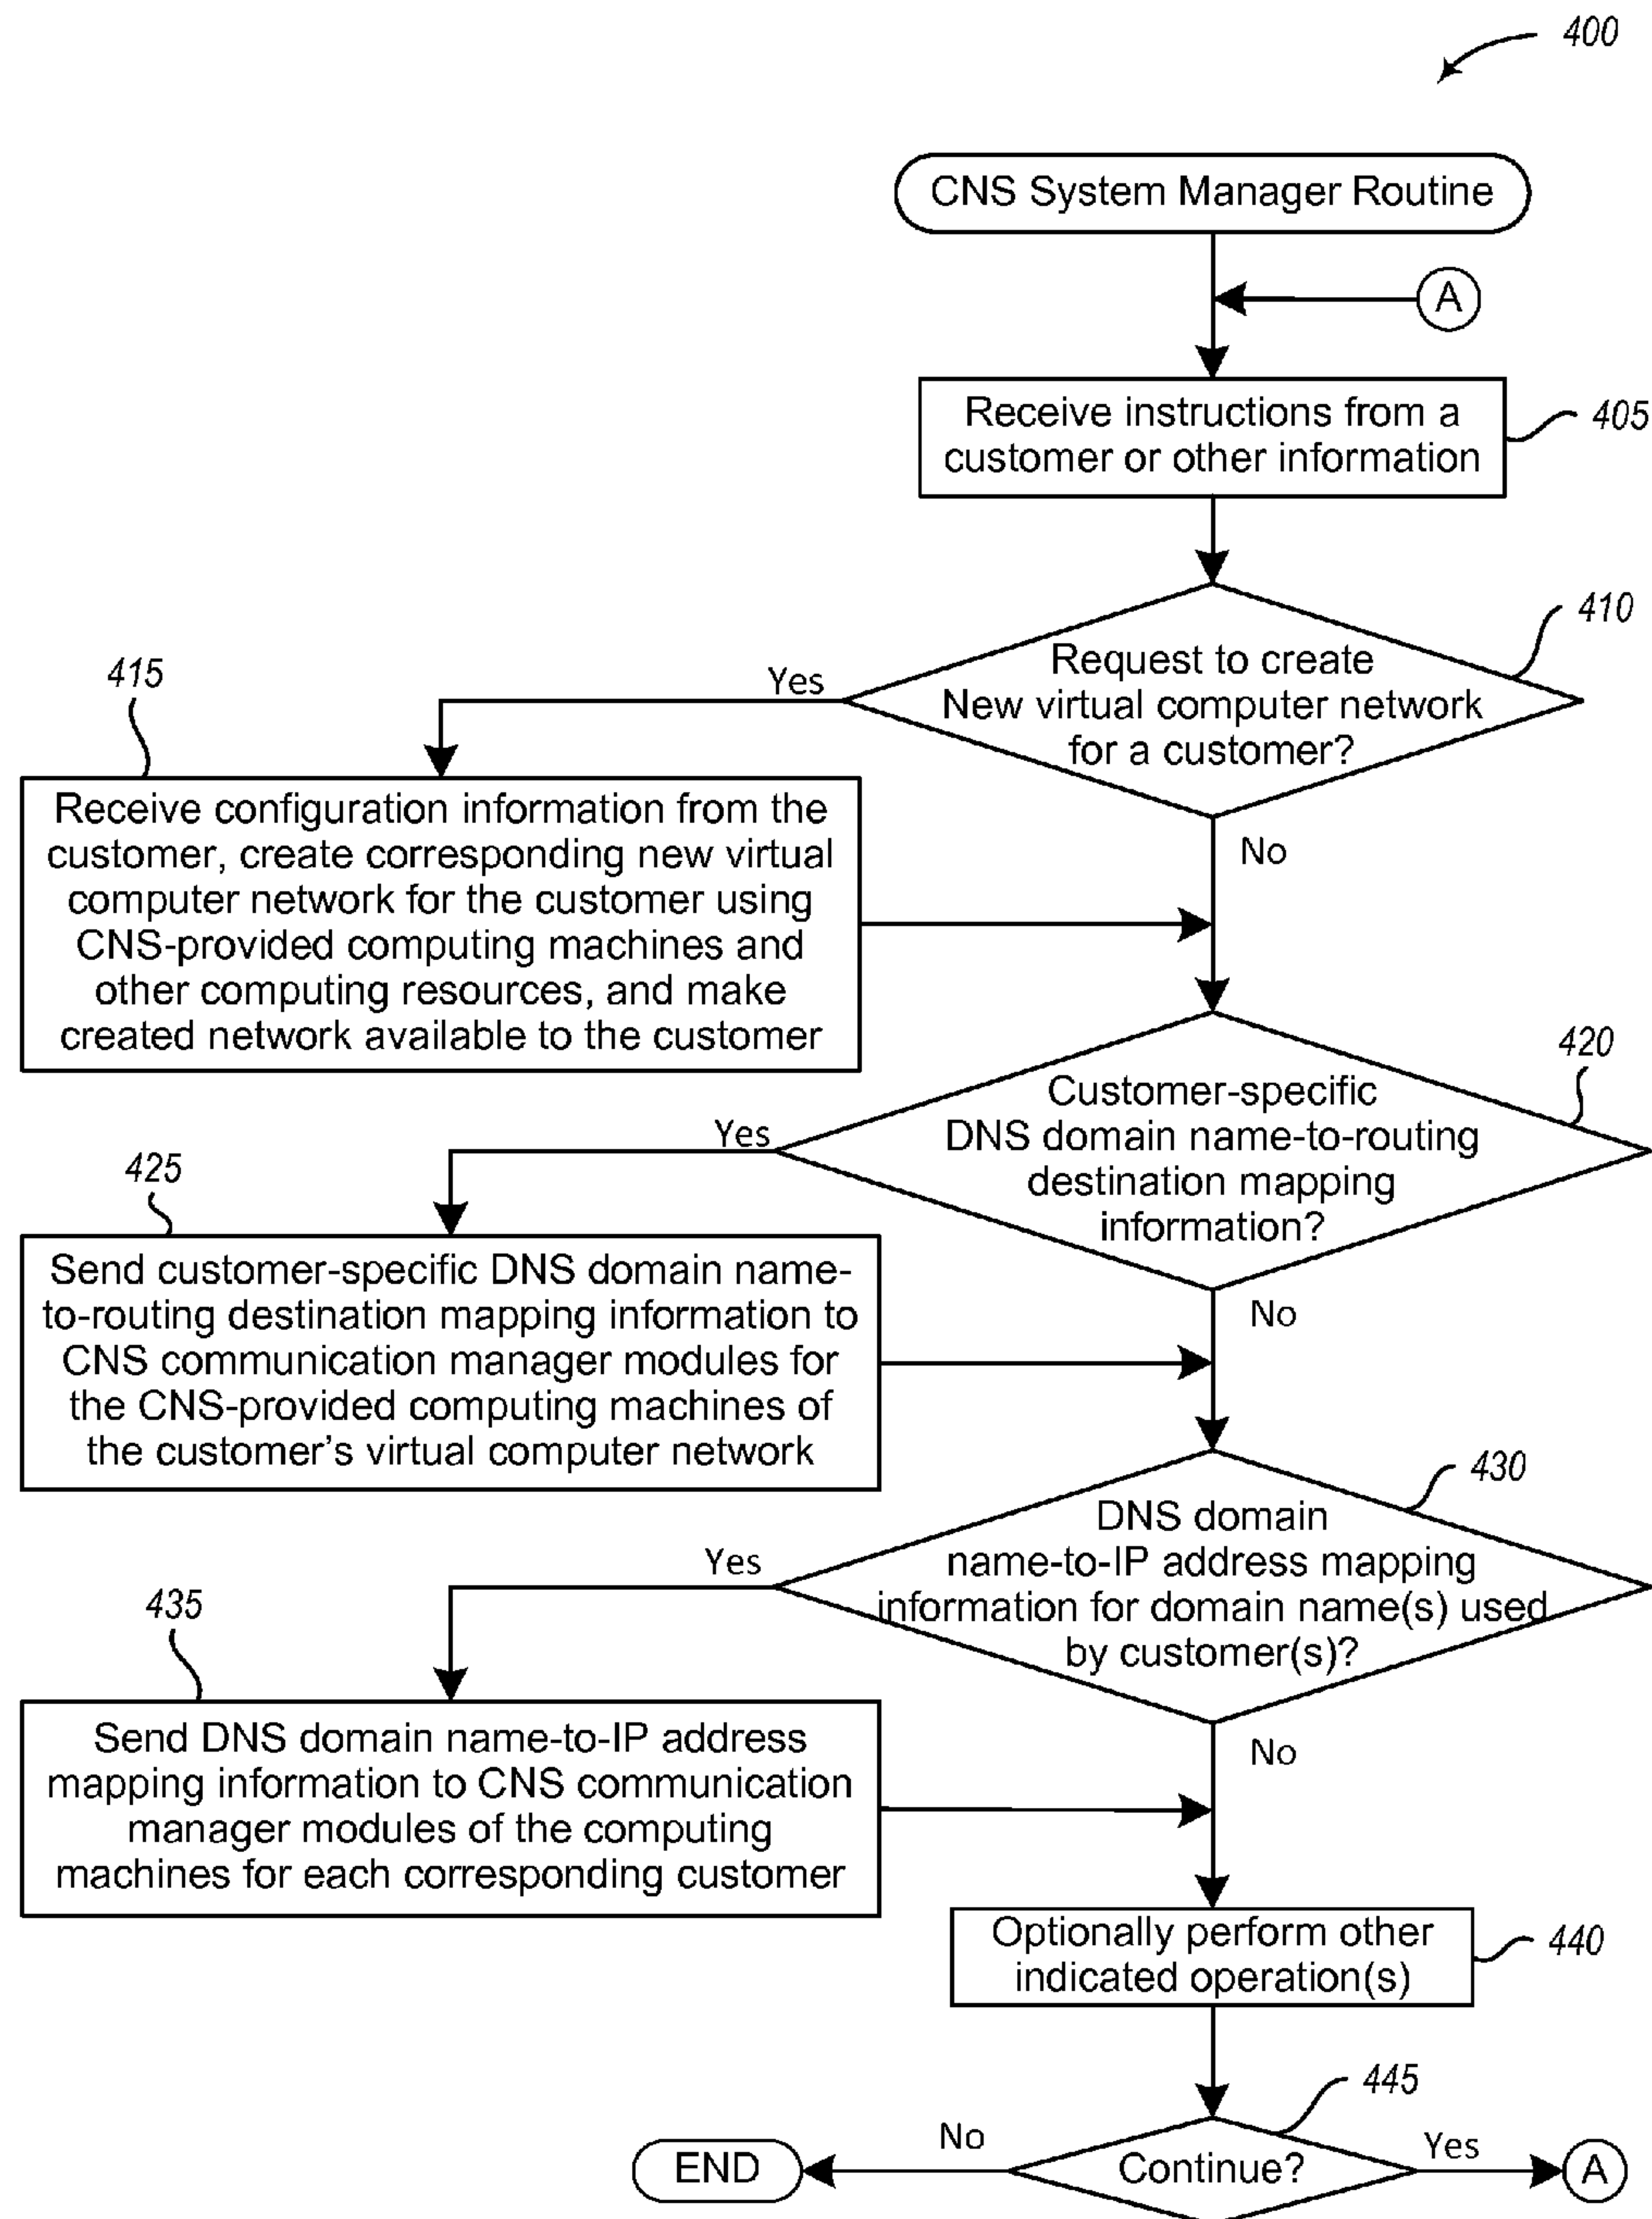 400
CNS System Manager Routine
A
Receive instructions from a
customer or other information
405
410
Request to create
New virtual computer network
for a customer?
Yes
No
415
Receive configuration information from the
customer, create corresponding new virtual
computer network for the customer using
CNS-provided computing machines and
other computing resources, and make
created network available to the customer
420
Customer-specific
DNS domain name-to-routing
destination mapping
information?
Yes
No
425
Send customer-specific DNS domain name-
to-routing destination mapping information to
CNS communication manager modules for
the CNS-provided computing machines of
the customer's virtual computer network
430
DNS domain
name-to-IP address mapping
information for domain name(s) used
by customer(s)?
Yes
No
435
Send DNS domain name-to-IP address
mapping information to CNS communication
manager modules of the computing
machines for each corresponding customer
Optionally perform other
indicated operation(s)
440
445
Continue?
No
END
Yes
A